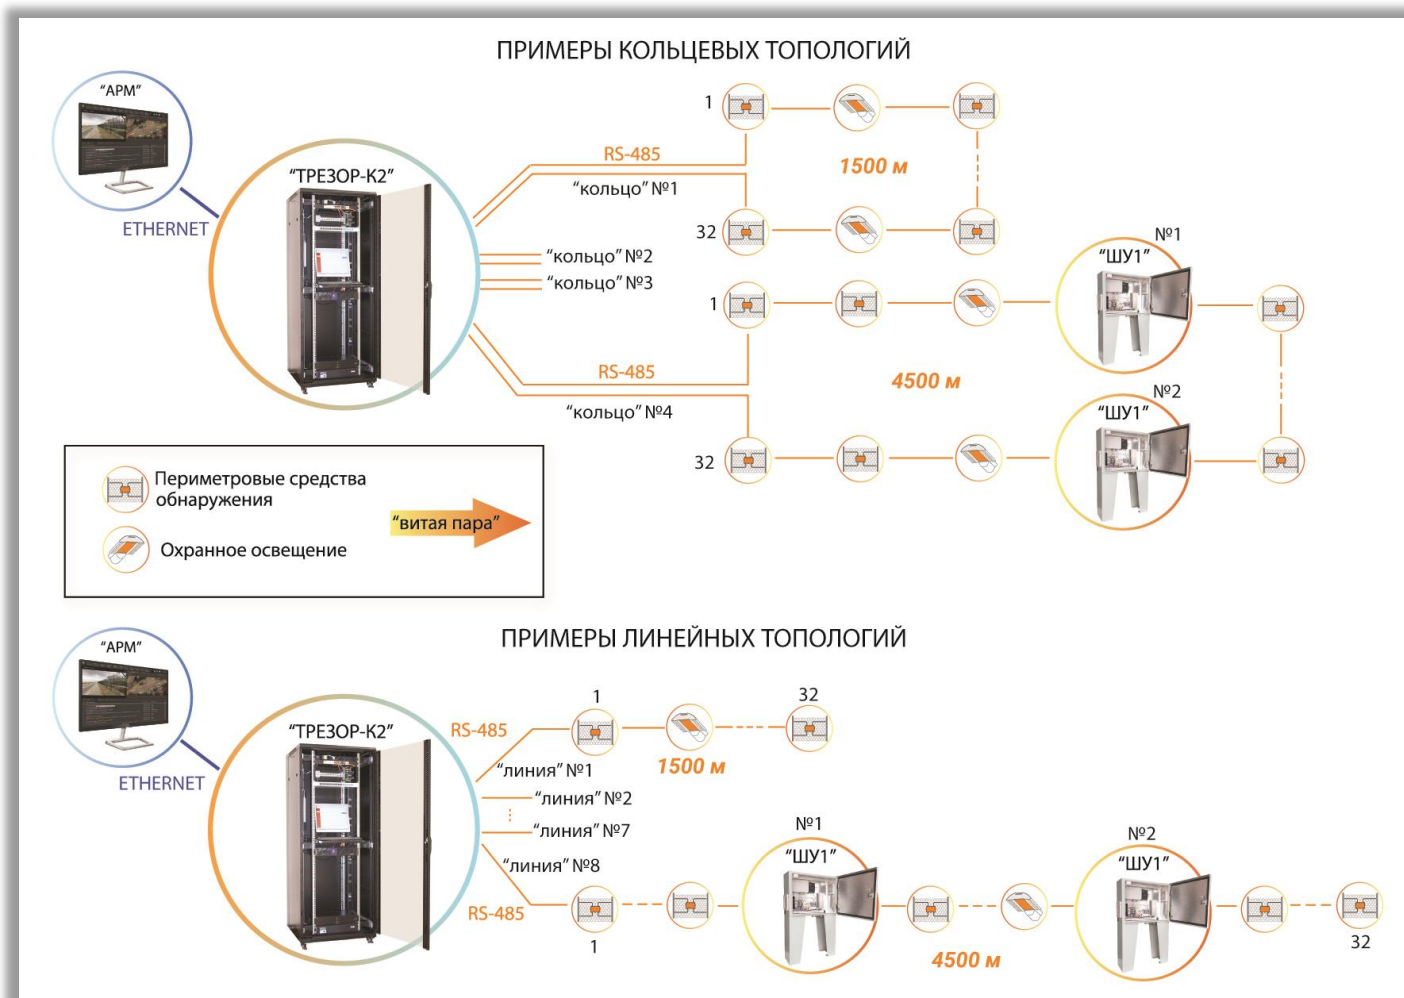 ПРИМЕРЫ КОЛЬЦЕВЫХ ТОПОЛОГИЙ
“АРМ”
ETHERNET
“ТРЕЗОР-К2”
RS-485
“кольцо”№1
1
1500 м
32
“кольцо”№2
“кольцо”№3
1
№1
“ШУ1”
RS-485
4500 м
“кольцо”№4
№2
“ШУ1”
32
Периметровые средства
обнаружения
“витая пара”
Охранное освещение
ПРИМЕРЫ ЛИНЕЙНЫХ ТОПОЛОГИЙ
“АРМ”
ETHERNET
“ТРЕЗОР-К2”
RS-485
1
32
“линия”№1
1500 м
“линия”№2
“линия”№7
“линия”№8
RS-485
1
№1
“ШУ1”
4500 м
№2
“ШУ1”
32